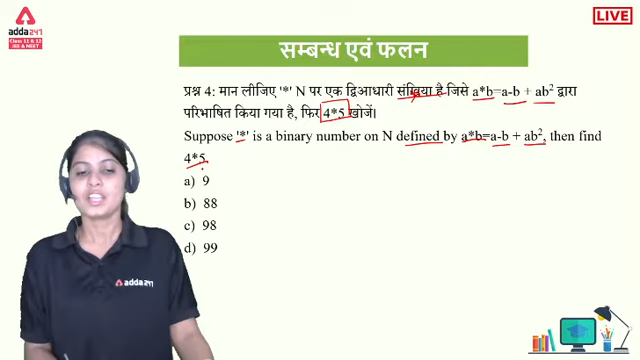 adda247
Class 11 & 12
JEE & NEET
LIVE
सम्बन्ध एवं फलन
प्रश्न 4: मान लीजिए '*' N पर एक द्विआधारी संखिया है जिसे a*b=a-b + ab² द्वारा
परिभाषित किया गया है, फिर 4*5 खोजें।
Suppose '*' is a binary number on N defined by a*b=a-b + ab², then find
4*5.
a) 9
b) 88
c) 98
d) 99
adda247